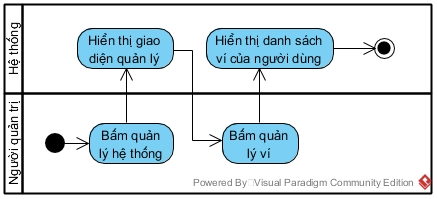 Hệ thống
Hiển thị giao
diện quản lý
Hiển thị danh sách
ví của người dùng
Người quản trị
Bấm quản
lý hệ thống
Bấm quản
lý ví
Powered By Visual Paradigm Community Edition